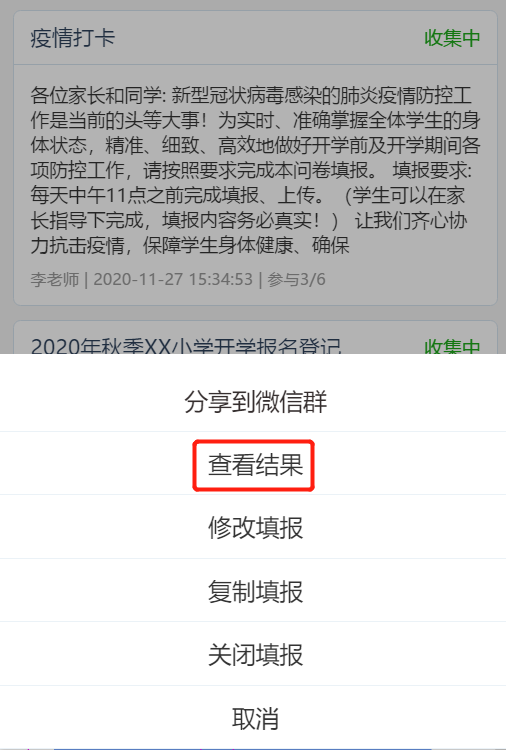 疫情打卡 收集中
各位家长和同学: 新型冠状病毒感染的肺炎疫情防控工
作是当前的头等大事！为实时、准确掌握全体学生的身
体状态，精准、细致、高效地做好开学前及开学期间各
项防控工作，请按照要求完成本问卷填报。 填报要求:
每天中午11点之前完成填报、上传。（学生可以在家
长指导下完成，填报内容务必真实！） 让我们齐心协
力抗击疫情，保障学生身体健康、确保
李老师 | 2020-11-27 15:34:53 | 参与3/6
2020年秋季XX小学开学报名登记 收集中
分享到微信群
查看结果
修改填报
复制填报
关闭填报
取消